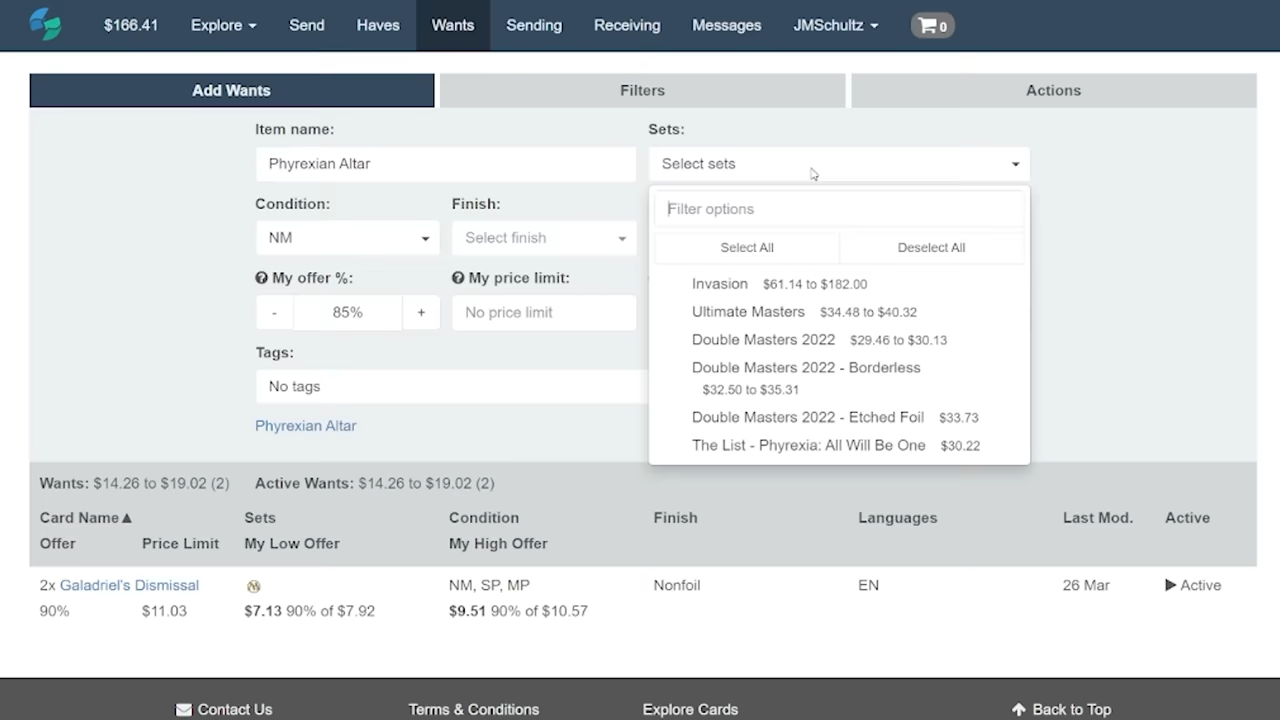 $166.41 Explore Send Haves Wants Sending Receiving Messages JMSchultz 0
Add Wants Filters Actions
Item name: Sets:
Phyrexian Altar Select sets
Filter options
Condition: Finish:
NM Select finish
Select All Deselect All
My offer %: My price limit:
- 85% + No price limit
Invasion $61.14 to $182.00
Ultimate Masters $34.48 to $40.32
Double Masters 2022 $29.46 to $30.13
Double Masters 2022 - Borderless
$32.50 to $35.31
Double Masters 2022 - Etched Foil $33.73
The List - Phyrexia: All Will Be One $30.22
Tags:
No tags
Phyrexian Altar
Wants: $14.26 to $19.02 (2) Active Wants: $14.26 to $19.02 (2)
Card Name Sets Condition Finish Languages Last Mod. Active
Offer Price Limit My Low Offer My High Offer
2x Galadriel's Dismissal NM, SP, MP Nonfoil EN 26 Mar Active
90% $11.03 $7.13 90% of $7.92 $9.51 90% of $10.57
Contact Us Terms & Conditions Explore Cards Back to Top